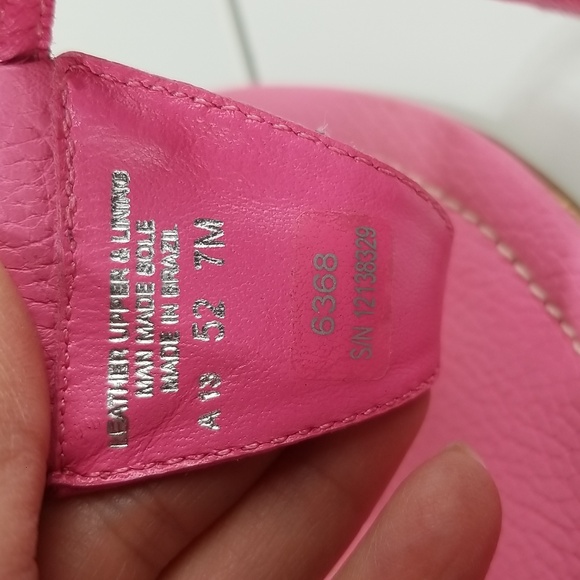 LEATHER UPPER & LINING
MAN MADE SOLE
MADE IN BRAZIL
A 13 52 7M
6368
S/N 12138329